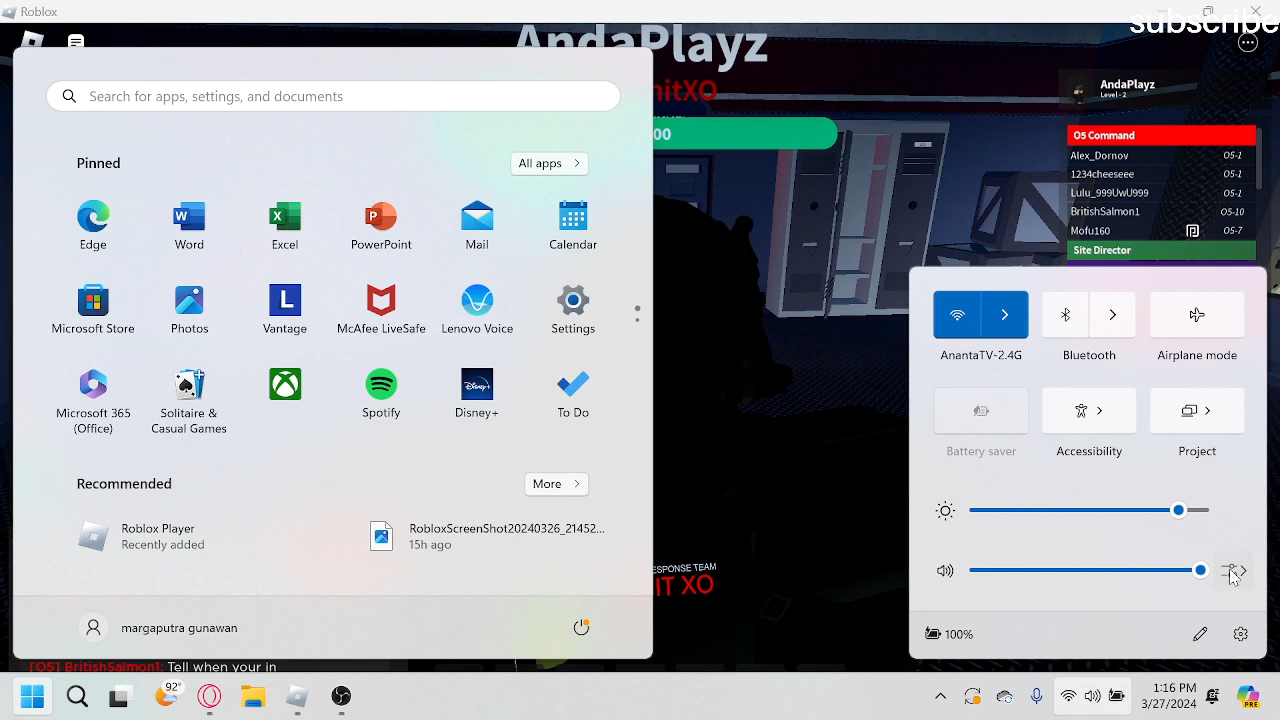 Roblox
subscribe
AndaPlayz
nitXO
00
AndaPlayz
Level - 2
O5 Command
Alex_Dornov O5-1
1234cheeseee O5-1
Lulu_999UwU999 O5-1
BritishSalmon1 O5-10
Mofu160 O5-7
Site Director
Search for apps, settings, and documents
Pinned
All apps
Edge
Word
Excel
PowerPoint
Mail
Calendar
Microsoft Store
Photos
Vantage
McAfee LiveSafe
Lenovo Voice
Settings
Microsoft 365
(Office)
Solitaire &
Casual Games
Spotify
Disney+
To Do
Recommended
More
Roblox Player
Recently added
RobloxScreenShot20240326_21452...
15h ago
margaputra gunawan
ESPONSE TEAM
IT XO
[O5] BritishSalmon1: Tell when your in
AnantaTV-2.4G
Bluetooth
Airplane mode
Battery saver
Accessibility
Project
100%
92°
1:16 PM
3/27/2024
PRE